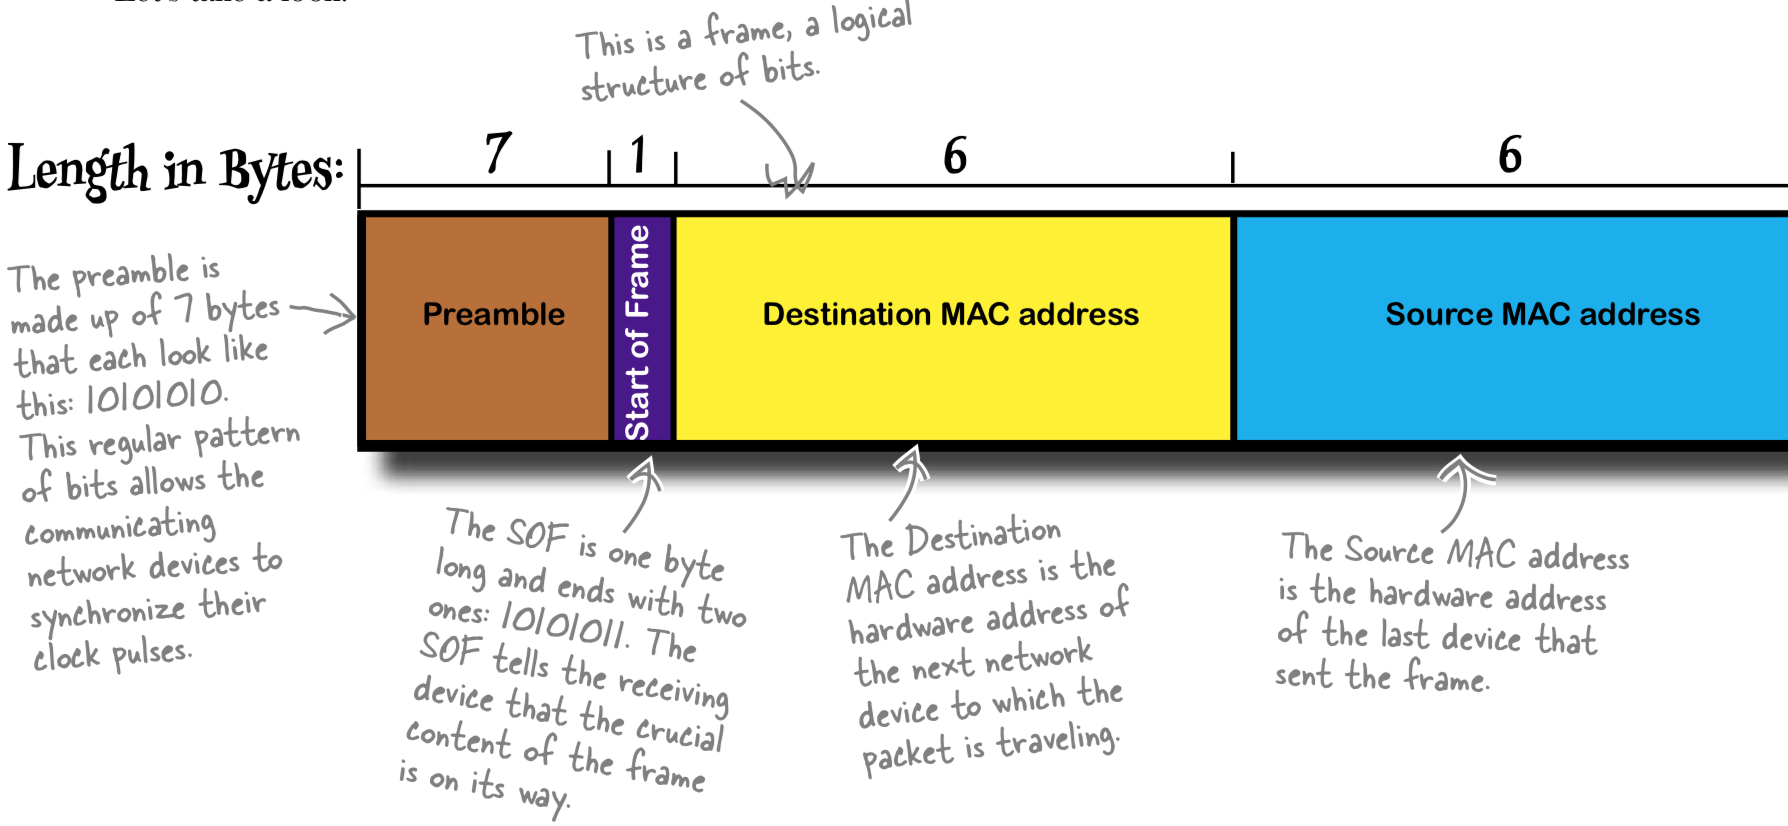 This is a frame, a logical
structure of bits.
Length in Bytes: 7 1 6 6
The preamble is
made up of 7 bytes
that each look like
this: 10101010.
This regular pattern
of bits allows the
communicating
network devices to
synchronize their
clock pulses.
Preamble
Start of Frame
Destination MAC address
Source MAC address
The SOF is one byte
long and ends with two
ones: 10101011. The
SOF tells the receiving
device that the crucial
content of the frame
is on its way.
The Destination
MAC address is the
hardware address of
the next network
device to which the
packet is traveling.
The Source MAC address
is the hardware address
of the last device that
sent the frame.